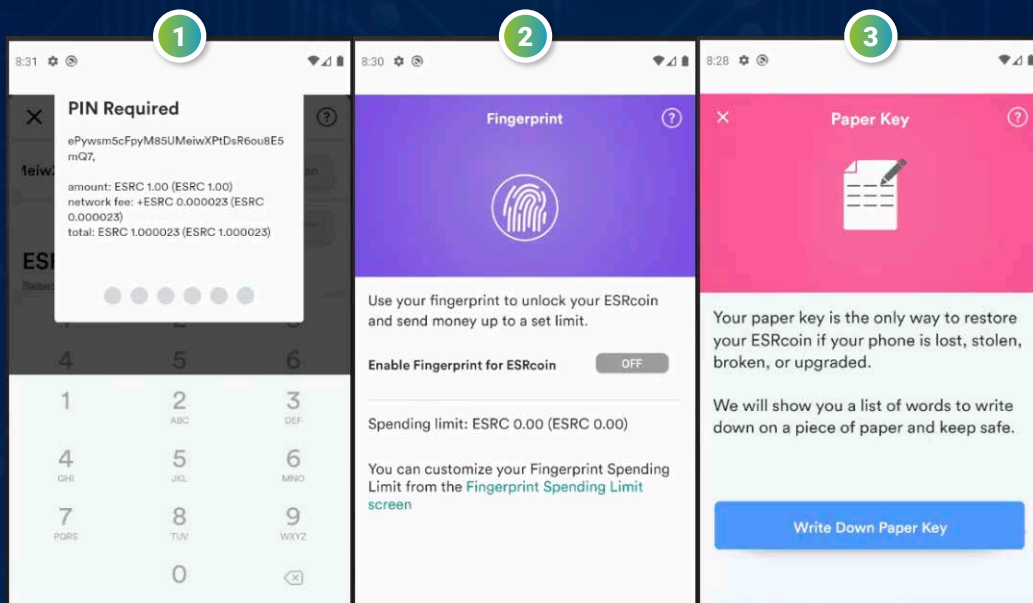 1
8:31
PIN Required
ePywsm5cFpyM85UMeiwXPtDsR6ou8E5
mQ7,
amount: ESRC 1.00 (ESRC 1.00)
network fee: +ESRC 0.000023 (ESRC
0.000023)
total: ESRC 1.000023 (ESRC 1.000023)
4 5 6
1 2 3
ABC DEF
4 5 6
GHI JKL MNO
7 8 9
PQRS TUV WXYZ
0
2
8:30
Fingerprint
?
Use your fingerprint to unlock your ESRcoin
and send money up to a set limit.
Enable Fingerprint for ESRcoin OFF
Spending limit: ESRC 0.00 (ESRC 0.00)
You can customize your Fingerprint Spending
Limit from the Fingerprint Spending Limit
screen
3
8:28
Paper Key
?
Your paper key is the only way to restore
your ESRcoin if your phone is lost, stolen,
broken, or upgraded.
We will show you a list of words to write
down on a piece of paper and keep safe.
Write Down Paper Key